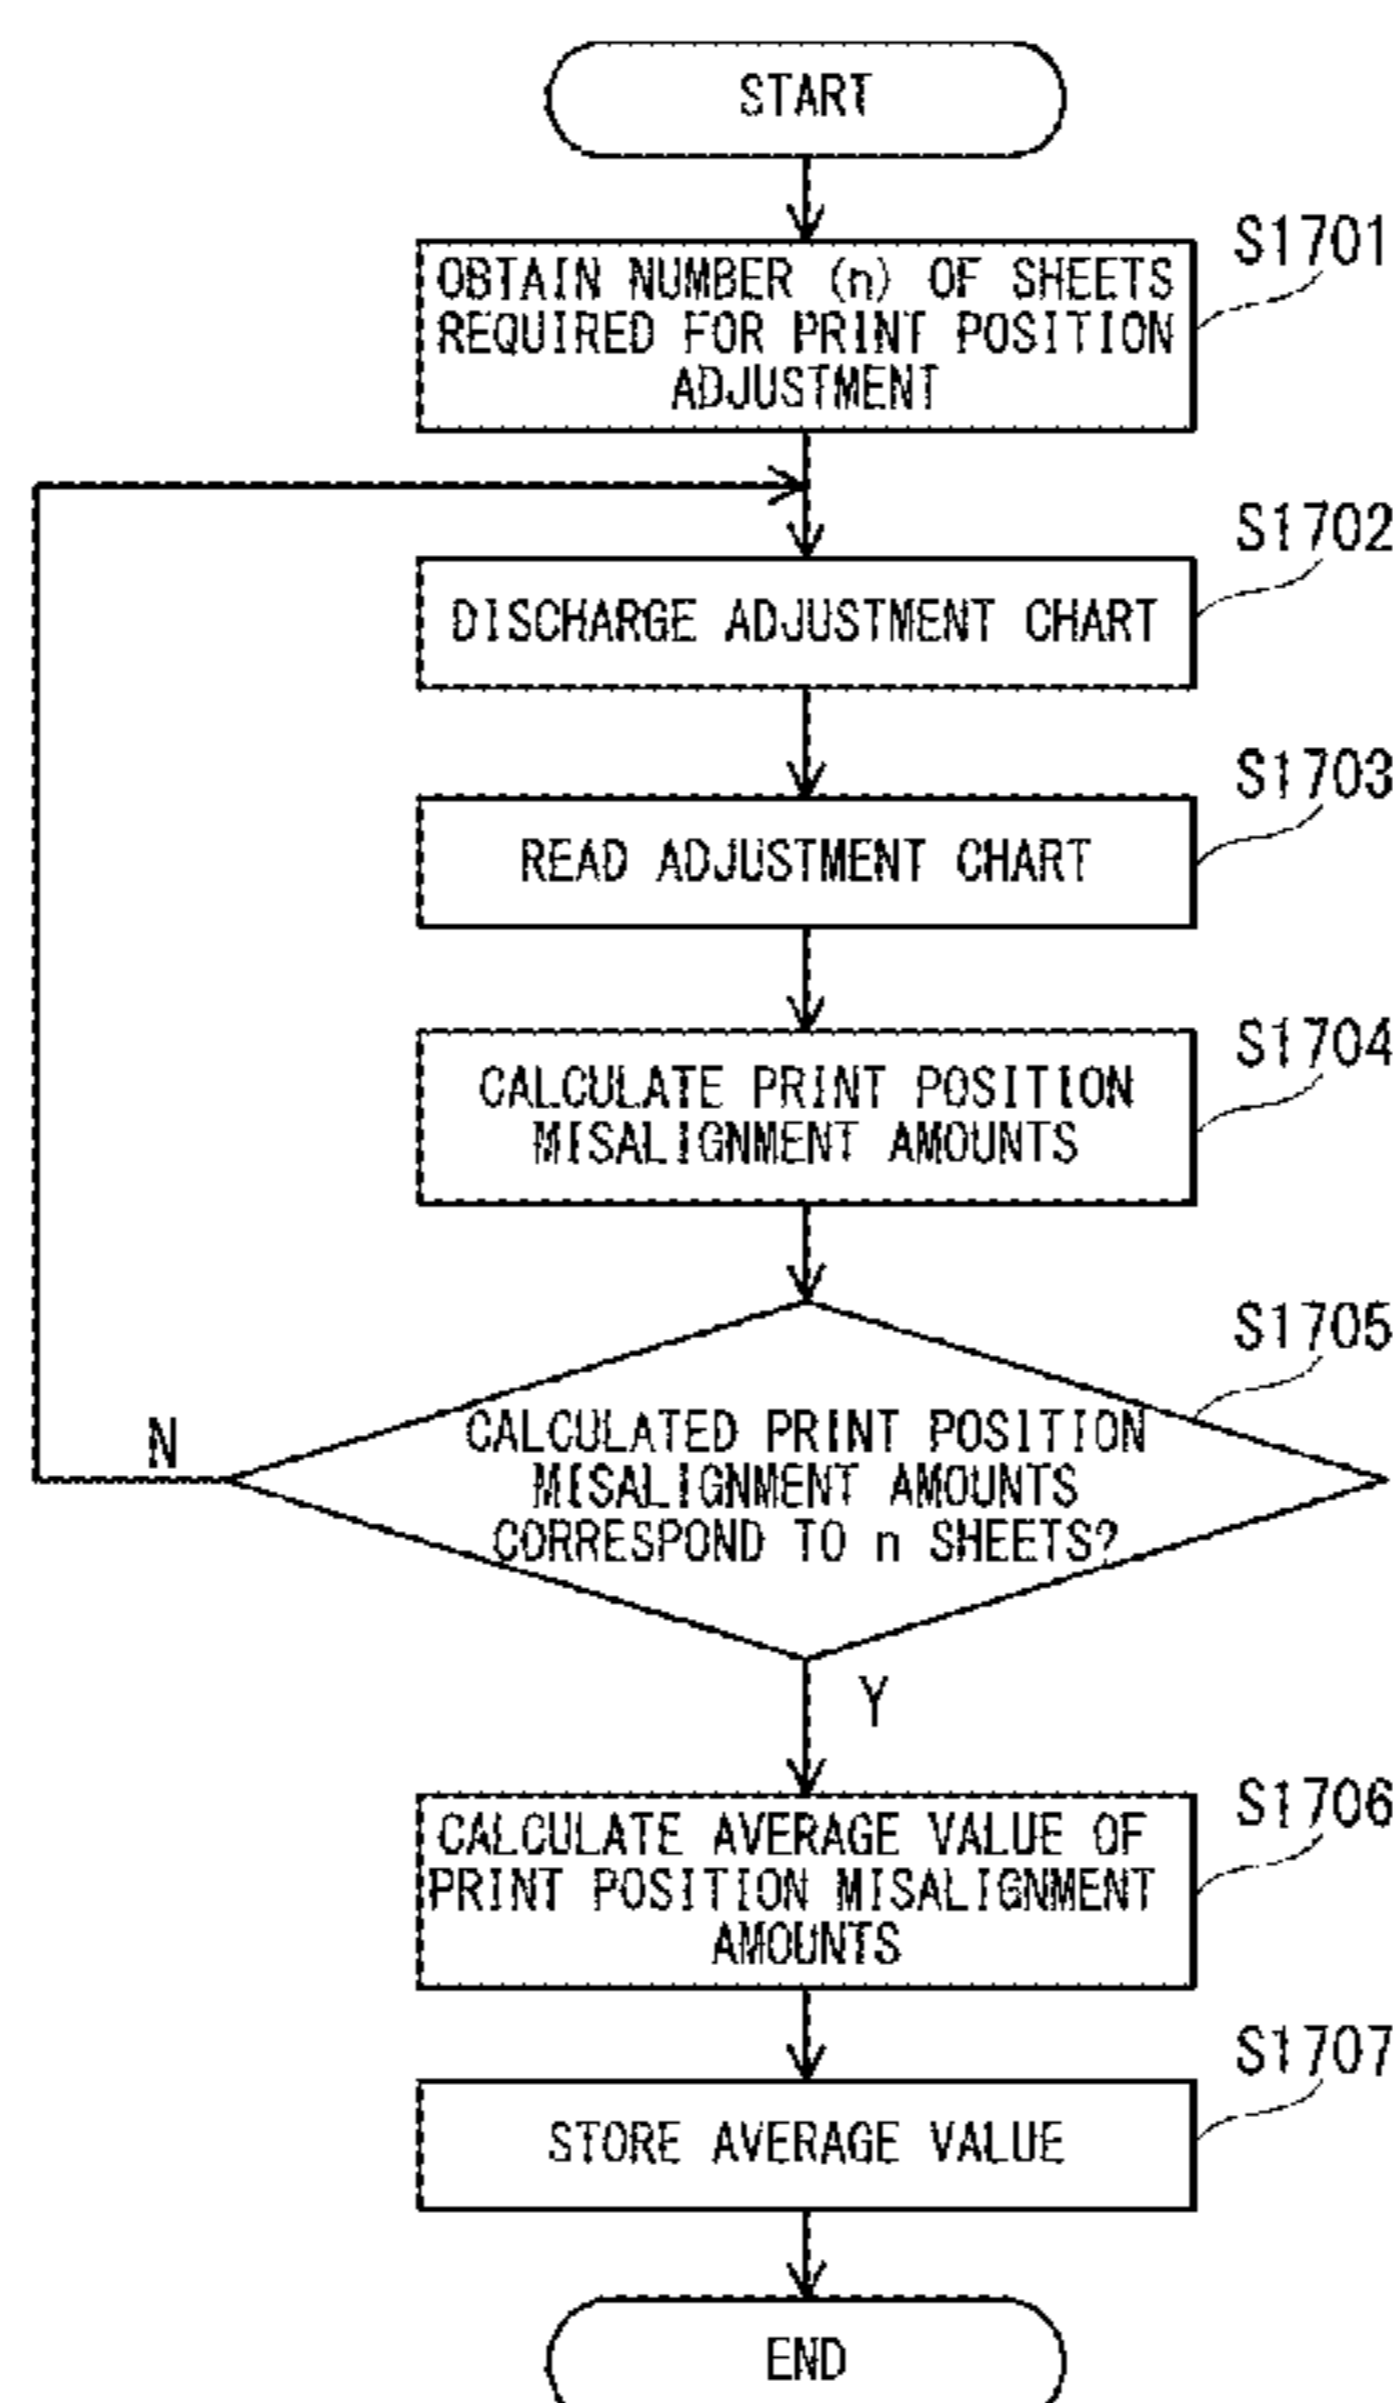 START
S1701
OBTAIN NUMBER (n) OF SHEETS
REQUIRED FOR PRINT POSITION
ADJUSTMENT
S1702
DISCHARGE ADJUSTMENT CHART
S1703
READ ADJUSTMENT CHART
S1704
CALCULATE PRINT POSITION
MISALIGNMENT AMOUNTS
S1705
CALCULATED PRINT POSITION
MISALIGNMENT AMOUNTS
CORRESPOND TO n SHEETS?
N
Y
S1706
CALCULATE AVERAGE VALUE OF
PRINT POSITION MISALIGNMENT
AMOUNTS
S1707
STORE AVERAGE VALUE
END